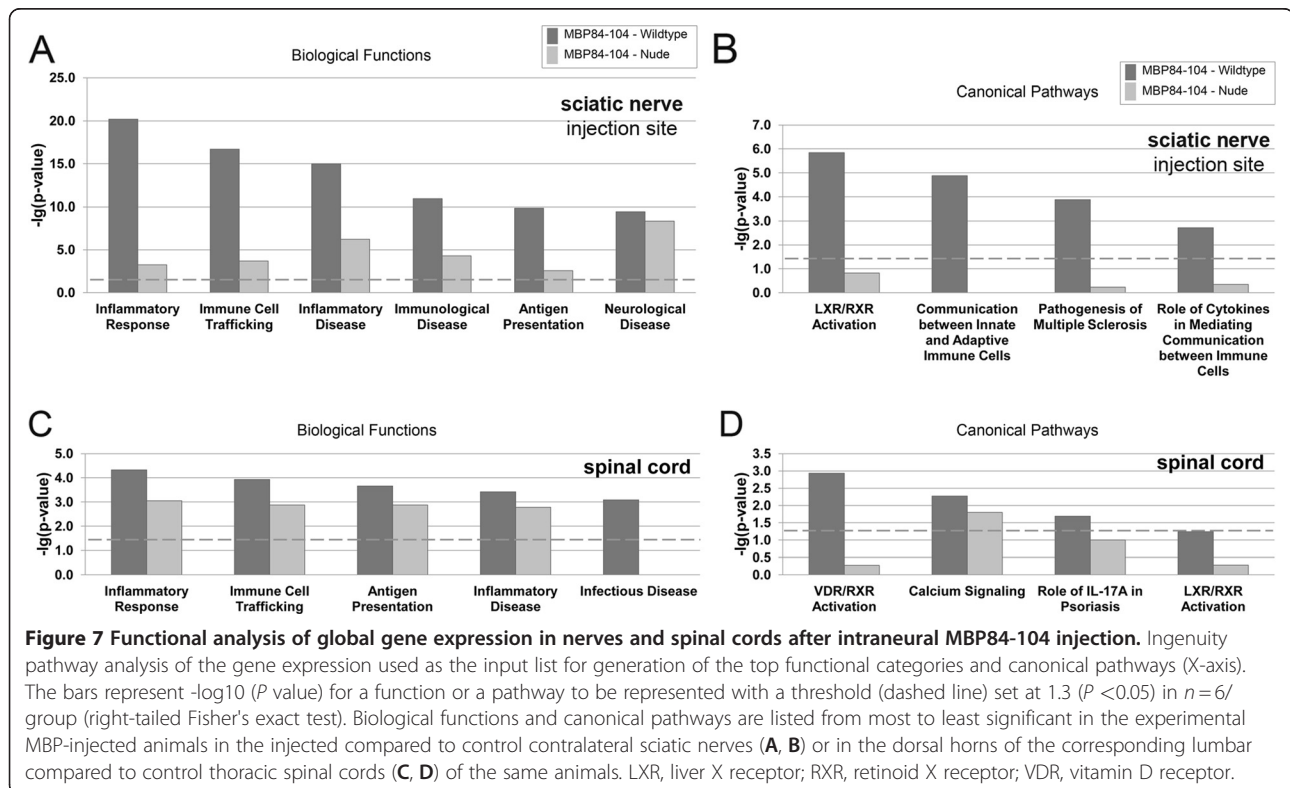 A
Biological Functions
MBP84-104 - Wildtype
MBP84-104 - Nude
sciatic nerve
injection site
-lg(p-value)
25.0
20.0
15.0
10.0
5.0
0.0
Inflammatory Response
Immune Cell Trafficking
Inflammatory Disease
Immunological Disease
Antigen Presentation
Neurological Disease
B
MBP84-104 - Wildtype
MBP84-104 - Nude
Canonical Pathways
sciatic nerve
injection site
-lg(p-value)
7.0
6.0
5.0
4.0
3.0
2.0
1.0
0.0
LXR/RXR Activation
Communication between Innate and Adaptive Immune Cells
Pathogenesis of Multiple Sclerosis
Role of Cytokines in Mediating Communication between Immune Cells
C
Biological Functions
spinal cord
-lg(p-value)
5.0
4.0
3.0
2.0
1.0
0.0
Inflammatory Response
Immune Cell Trafficking
Antigen Presentation
Inflammatory Disease
Infectious Disease
D
Canonical Pathways
spinal cord
-lg(p-value)
3.5
3.0
2.5
2.0
1.5
1.0
0.5
0.0
VDR/RXR Activation
Calcium Signaling
Role of IL-17A in Psoriasis
LXR/RXR Activation
Figure 7 Functional analysis of global gene expression in nerves and spinal cords after intraneural MBP84-104 injection. Ingenuity
pathway analysis of the gene expression used as the input list for generation of the top functional categories and canonical pathways (X-axis).
The bars represent -log10 (P value) for a function or a pathway to be represented with a threshold (dashed line) set at 1.3 (P <0.05) in n = 6/
group (right-tailed Fisher's exact test). Biological functions and canonical pathways are listed from most to least significant in the experimental
MBP-injected animals in the injected compared to control contralateral sciatic nerves (A, B) or in the dorsal horns of the corresponding lumbar
compared to control thoracic spinal cords (C, D) of the same animals. LXR, liver X receptor; RXR, retinoid X receptor; VDR, vitamin D receptor.